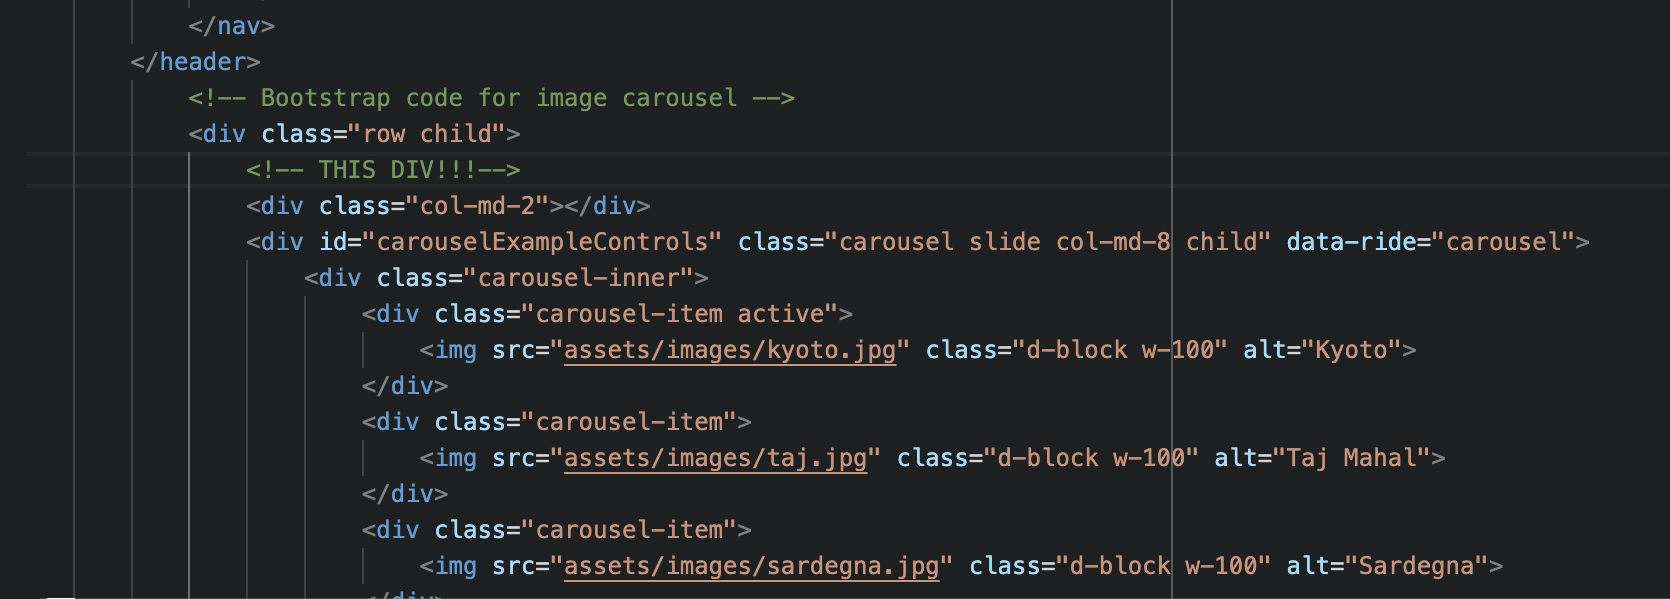 </nav>
</header>
<!-- Bootstrap code for image carousel -->
<div class="row child">
<!-- THIS DIV!!!-->
<div class="col-md-2"></div>
<div id="carouselExampleControls" class="carousel slide col-md-8 child" data-ride="carousel">
<div class="carousel-inner">
<div class="carousel-item active">
<img src="assets/images/kyoto.jpg" class="d-block w-100" alt="Kyoto">
</div>
<div class="carousel-item">
<img src="assets/images/taj.jpg" class="d-block w-100" alt="Taj Mahal">
</div>
<div class="carousel-item">
<img src="assets/images/sardegna.jpg" class="d-block w-100" alt="Sardegna">
</div>